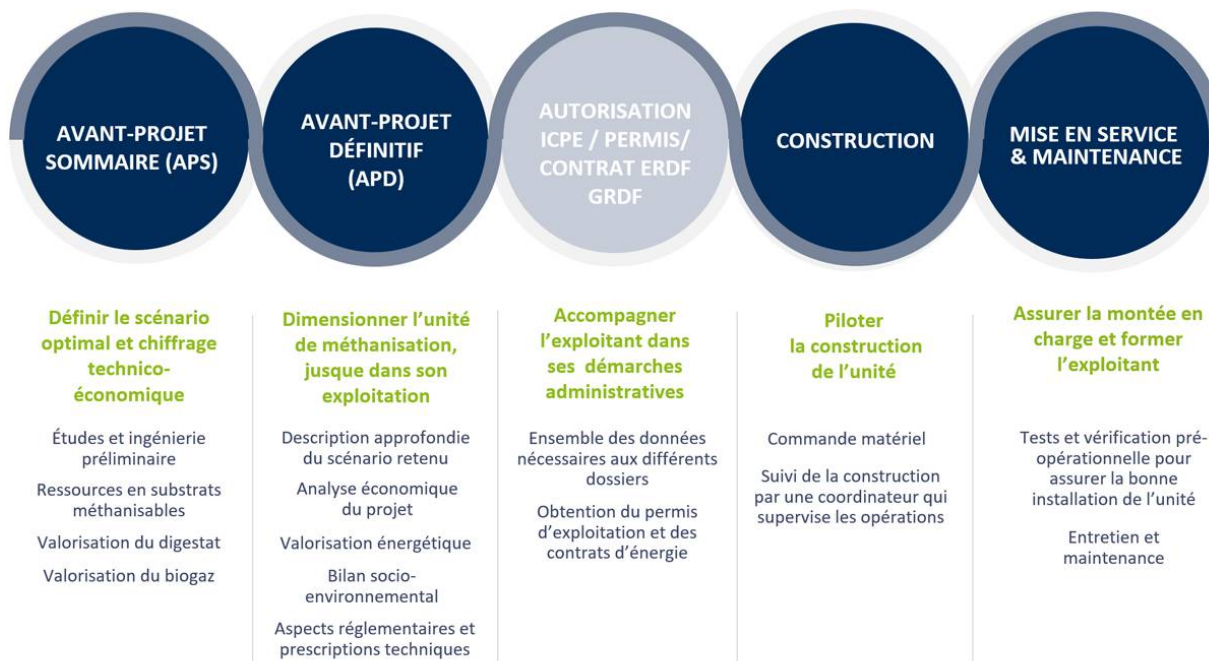 AVANT-PROJET
SOMMAIRE (APS)
AVANT-PROJET
DÉFINITIF
(APD)
AUTORISATION
ICPE / PERMIS/
CONTRAT ERDF
GRDF
CONSTRUCTION
MISE EN SERVICE
& MAINTENANCE
Définir le scénario
optimal et chiffrage
technico-
économique
Études et ingénierie
préliminaire
Ressources en substrats
méthanisables
Valorisation du digestat
Valorisation du biogaz
Dimensionner l’unité
de méthanisation,
jusque dans son
exploitation
Description approfondie
du scénario retenu
Analyse économique
du projet
Valorisation énergétique
Bilan socio-
environnemental
Aspects réglementaires et
prescriptions techniques
Accompagner
l’exploitant dans
ses démarches
administratives
Ensemble des données
nécessaires aux différents
dossiers
Obtention du permis
d’exploitation et des
contrats d’énergie
Piloter
la construction
de l’unité
Commande matériel
Suivi de la construction
par une coordinateur qui
supervise les opérations
Assurer la montée en
charge et former
l’exploitant
Tests et vérification pré-
opérationnelle pour
assurer la bonne
installation de l’unité
Entretien et
maintenance